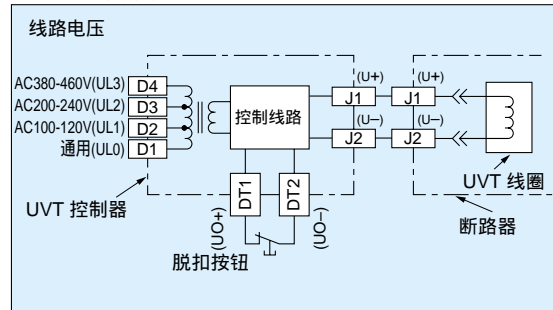 线路电压
AC380-460V(UL3) D4
AC200-240V(UL2) D3
AC100-120V(UL1) D2
通用(UL0) D1
控制线路
(U+) (U+)
J1 J1
(U−) (U−)
J2 J2
UVT 线圈
UVT 控制器
DT1 DT2
(UO+) (UO−)
断路器
脱扣按钮